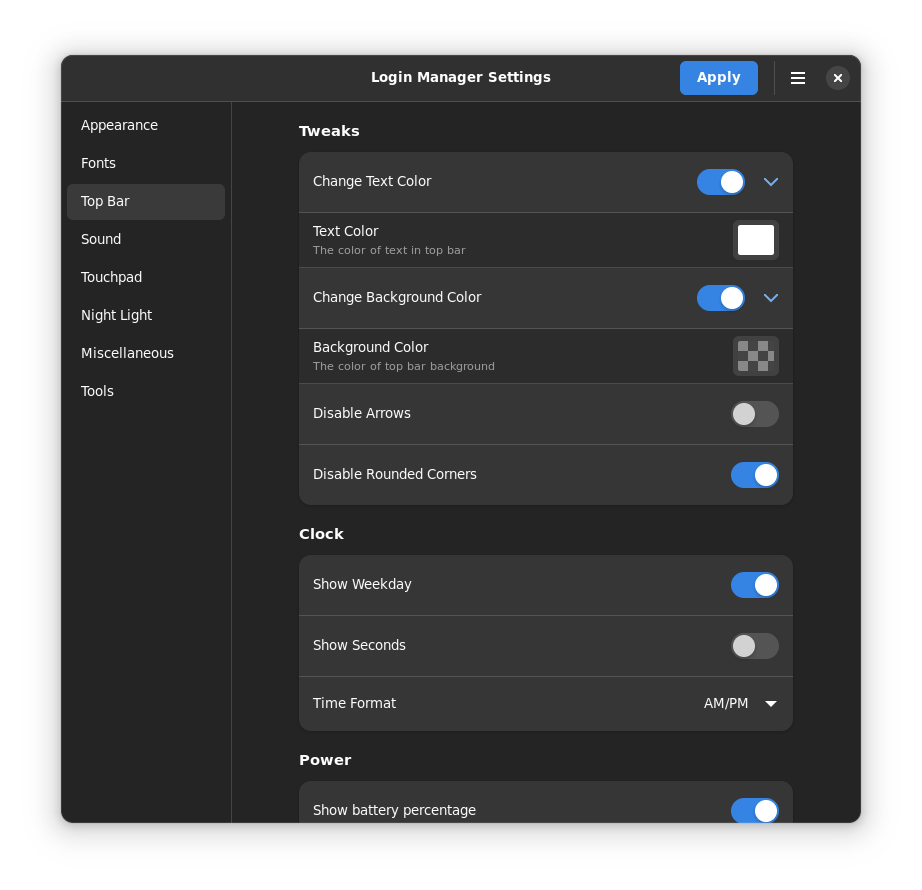 Login Manager Settings
Apply
Appearance
Fonts
Top Bar
Sound
Touchpad
Night Light
Miscellaneous
Tools
Tweaks
Change Text Color
Text Color
The color of text in top bar
Change Background Color
Background Color
The color of top bar background
Disable Arrows
Disable Rounded Corners
Clock
Show Weekday
Show Seconds
Time Format
AM/PM
Power
Show battery percentage